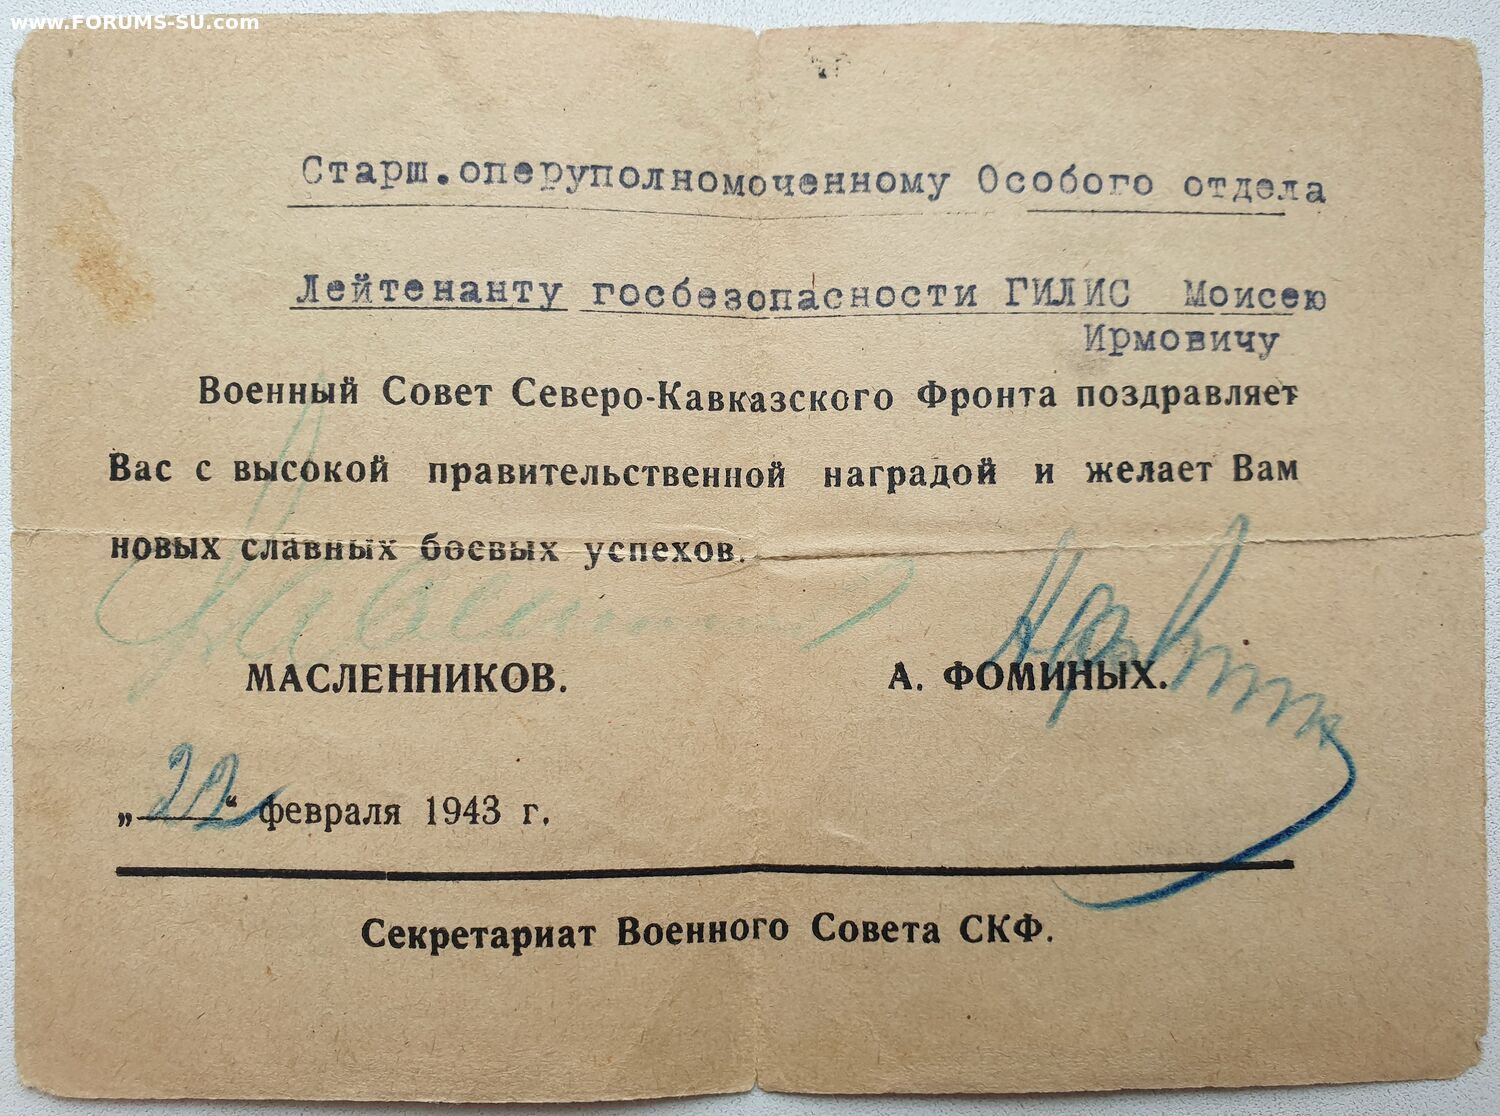 www.FORUMS-SU.com
Старш.оперуполномоченному Особого отдела
Лейтенанту госбезопасности ГИЛИС Моисею
Ирмовичу
Военный Совет Северо-Кавказского Фронта поздравляет
Вас с высокой правительственной наградой и желает Вам
новых славных боевых успехов.
МАСЛЕННИКОВ. А. ФОМИНЫХ.
„22“ февраля 1943 г.
Секретариат Военного Совета СКФ.